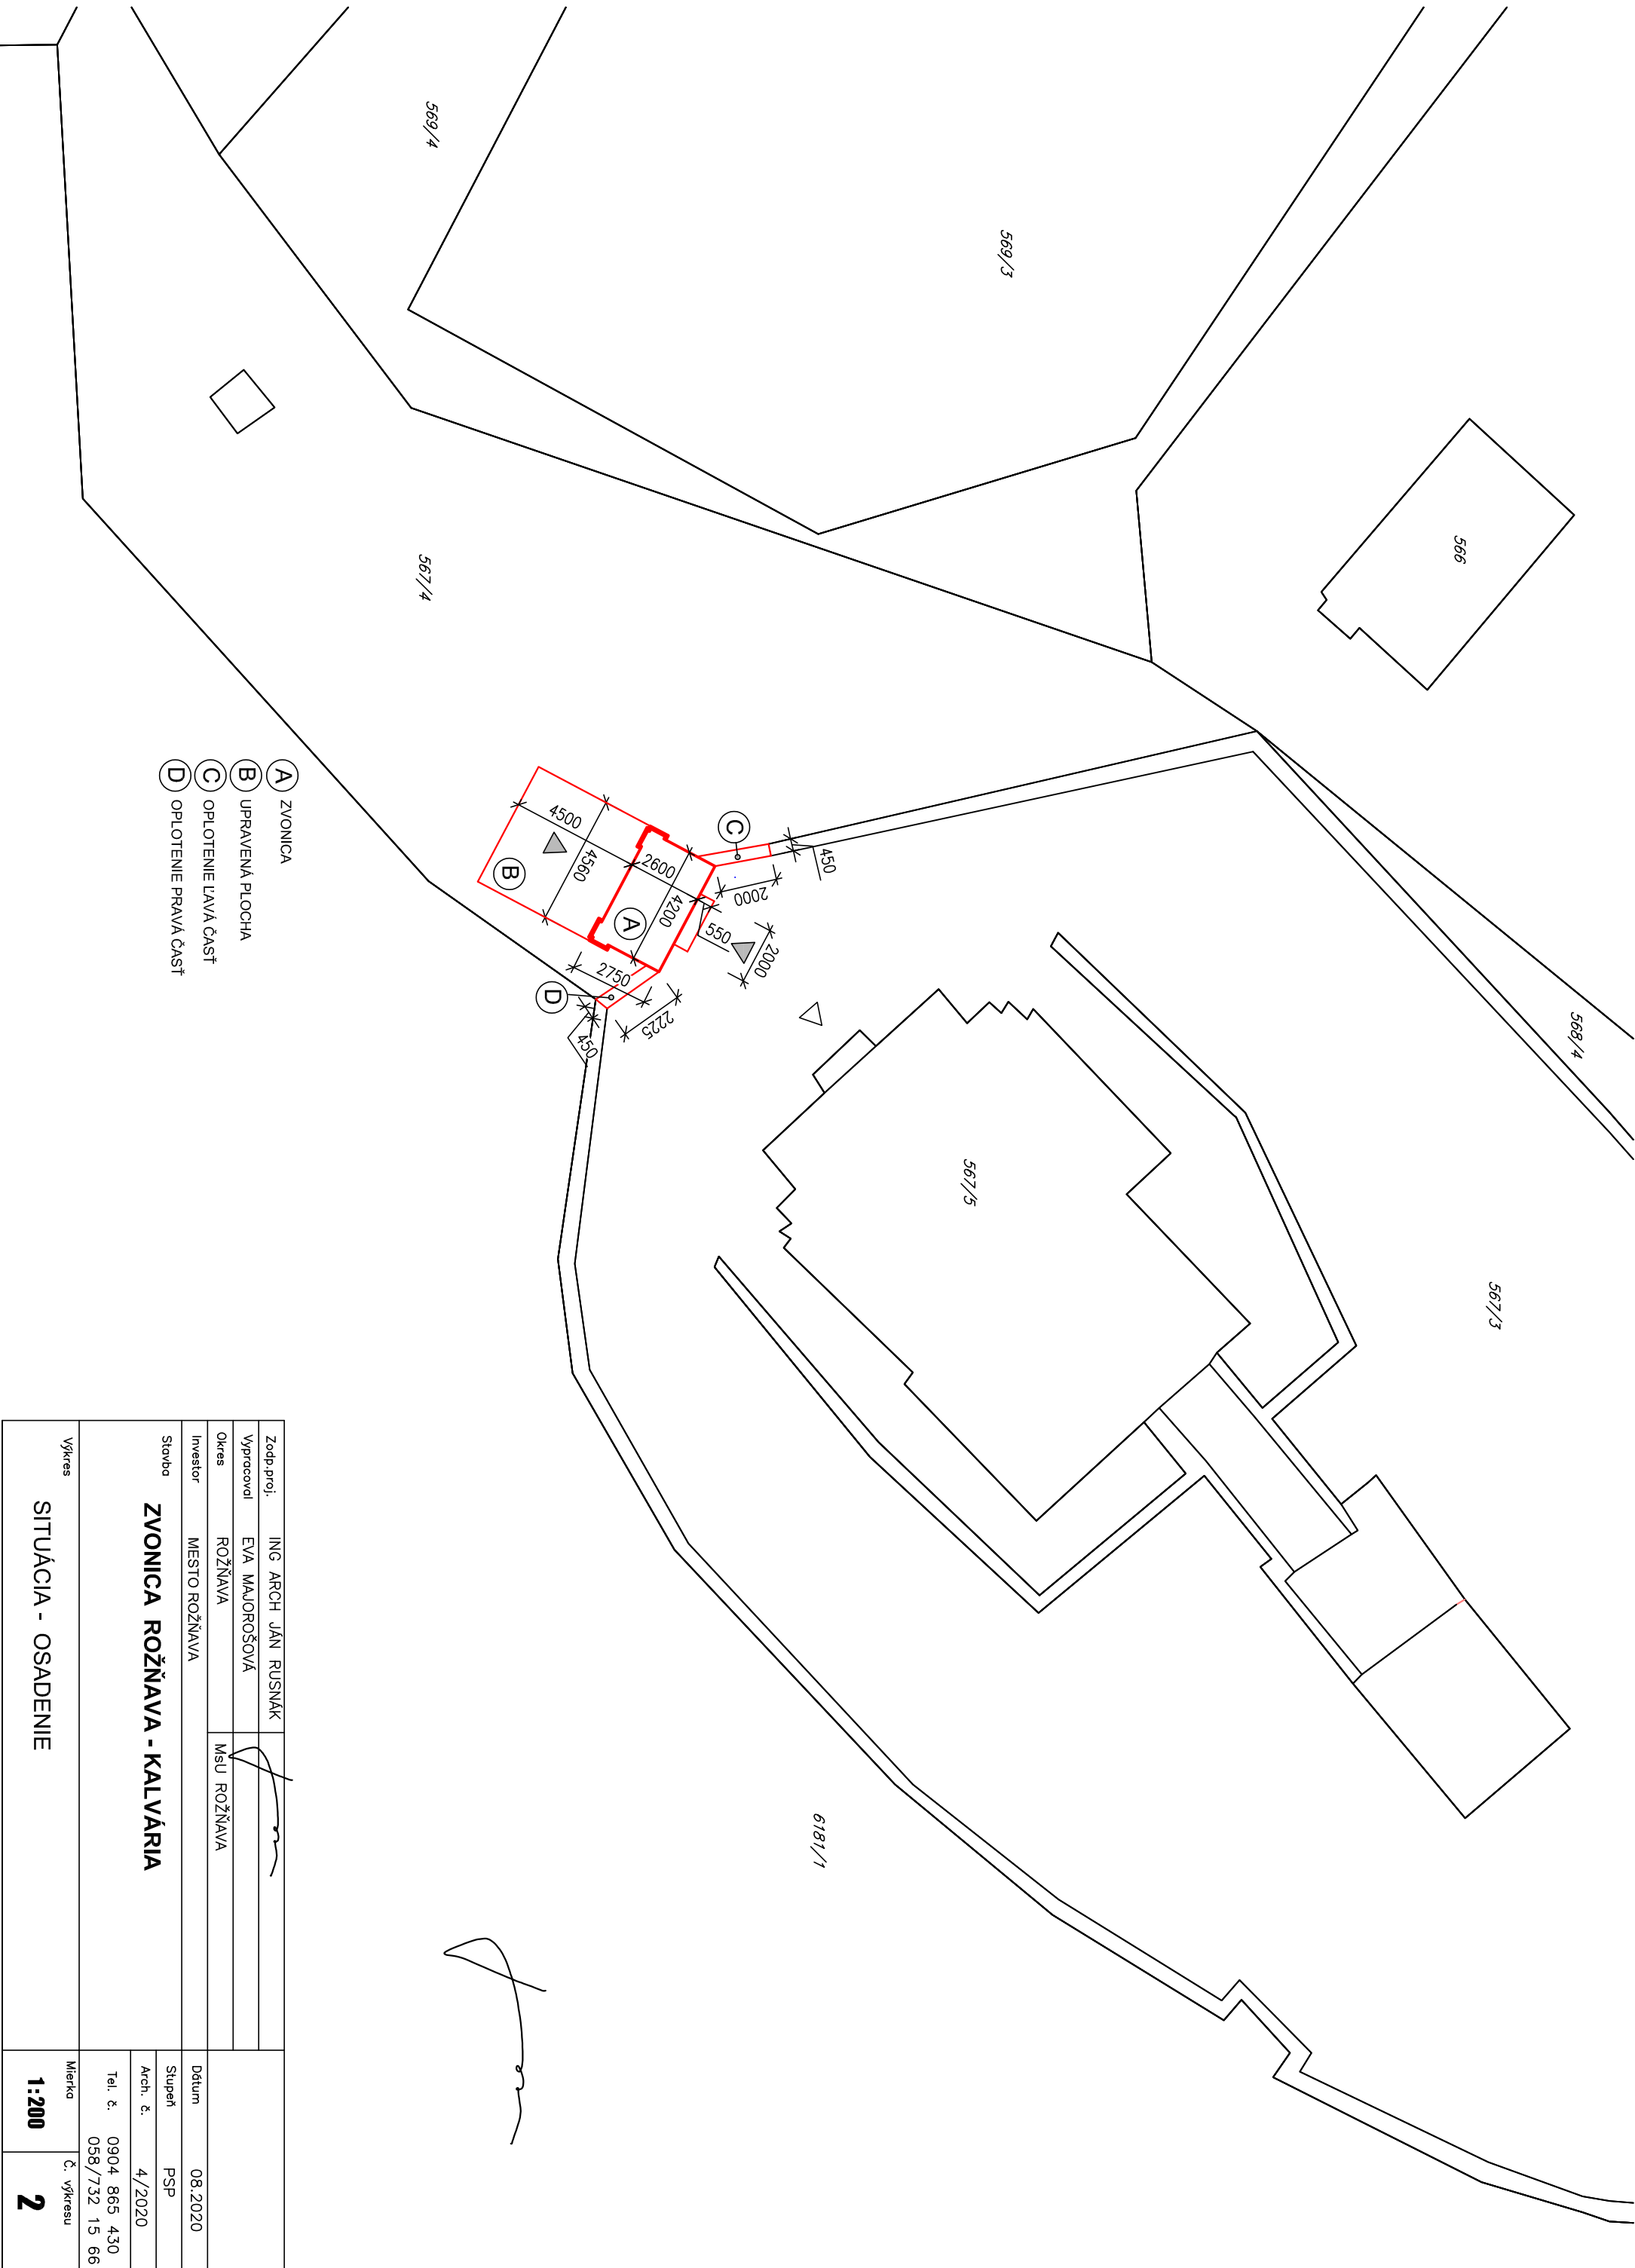 568/4
567/3
566
567/5
569/3
6181/1
450
2000
C
2000
550
4200
2600
A
4560
4500
B
2750
2225
D
450
569/4
567/4
A ZVONICA
B UPRAVENÁ PLOCHA
C OPLOTENIE ĽAVÁ ČASŤ
D OPLOTENIE PRAVÁ ČASŤ
Zodp.proj. ING ARCH JÁN RUSNÁK
Vypracoval EVA MAJOROŠOVÁ
Okres ROŽŇAVA MsU ROŽŇAVA
Investor MESTO ROŽŇAVA
Dátum 08.2020
Stavba ZVONICA ROŽŇAVA - KALVÁRIA
Stupeň PSP
Arch. č. 4/2020
Tel. č. 0904 865 430
058/732 15 66
Výkres SITUÁCIA - OSADENIE
Mierka 1:200
Č. výkresu 2